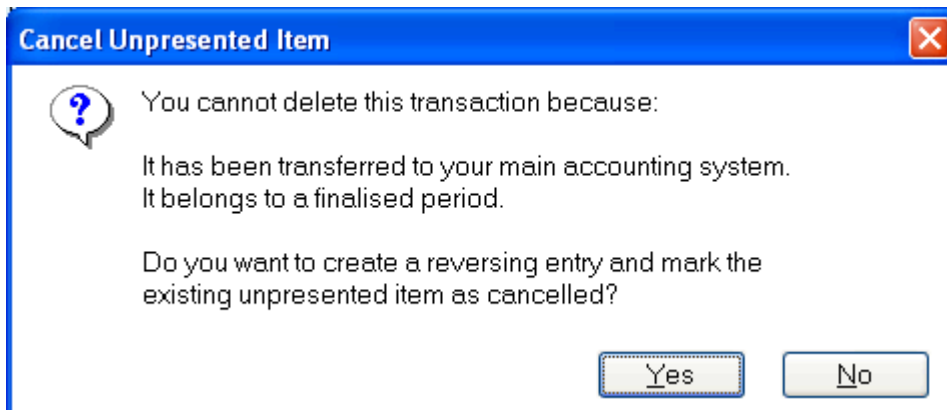 Cancel Unpresented Item
You cannot delete this transaction because:
It has been transferred to your main accounting system.
It belongs to a finalised period.
Do you want to create a reversing entry and mark the
existing unpresented item as cancelled?
Yes No